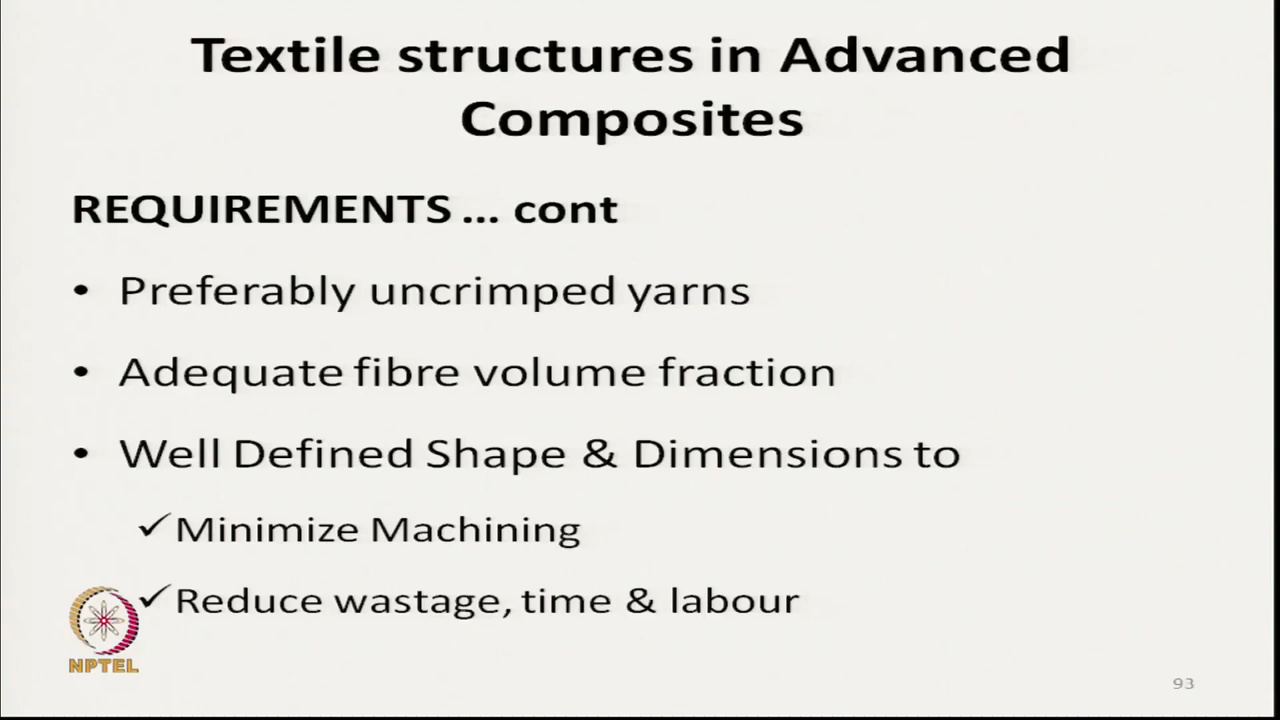 Textile structures in Advanced
Composites
REQUIREMENTS ... cont
• Preferably uncrimped yarns
• Adequate fibre volume fraction
• Well Defined Shape & Dimensions to
✓ Minimize Machining
✓ Reduce wastage, time & labour
NPTEL
93